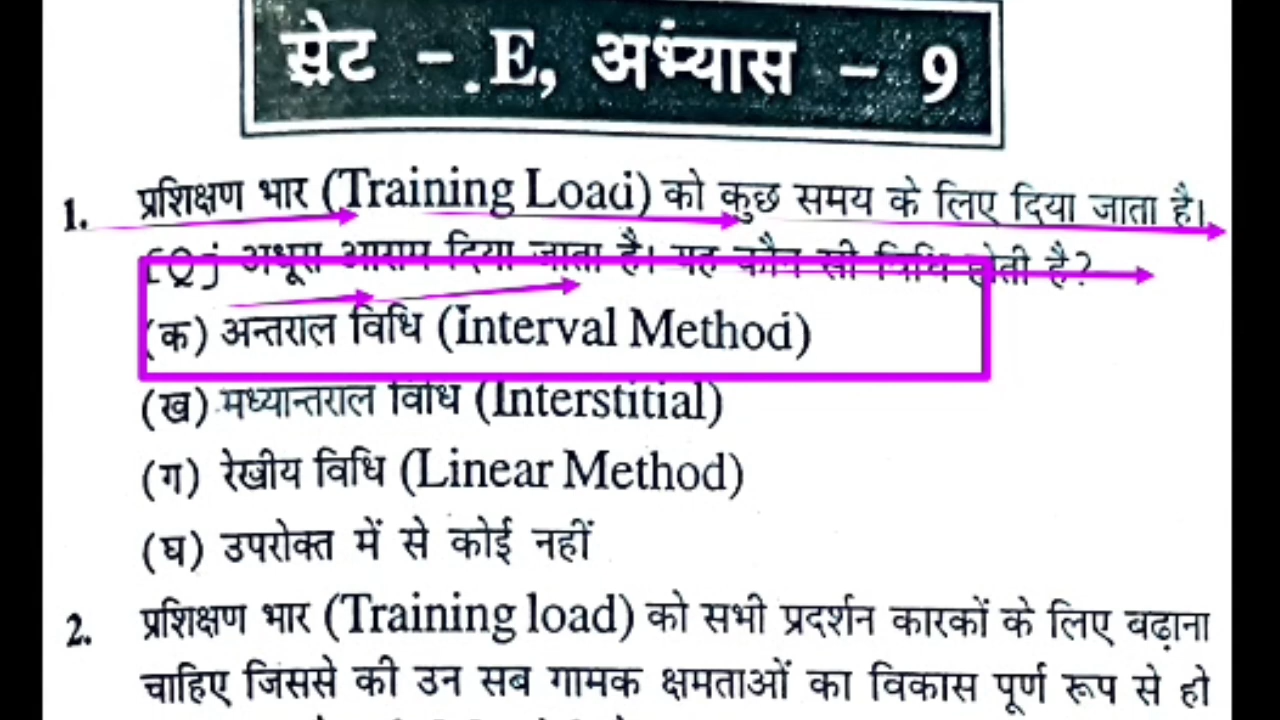 सेट - E, अभ्यास - 9
1. प्रशिक्षण भार (Training Load) को कुछ समय के लिए दिया जाता है।
अधूरा आराम दिया जाता है। यह कौन सी विधि होती है?
(क) अन्तराल विधि (Interval Method)
(ख) मध्यान्तराल विधि (Interstitial)
(ग) रेखीय विधि (Linear Method)
(घ) उपरोक्त में से कोई नहीं
2. प्रशिक्षण भार (Training load) को सभी प्रदर्शन कारकों के लिए बढ़ाना
चाहिए जिससे की उन सब गामक क्षमताओं का विकास पूर्ण रूप से हो